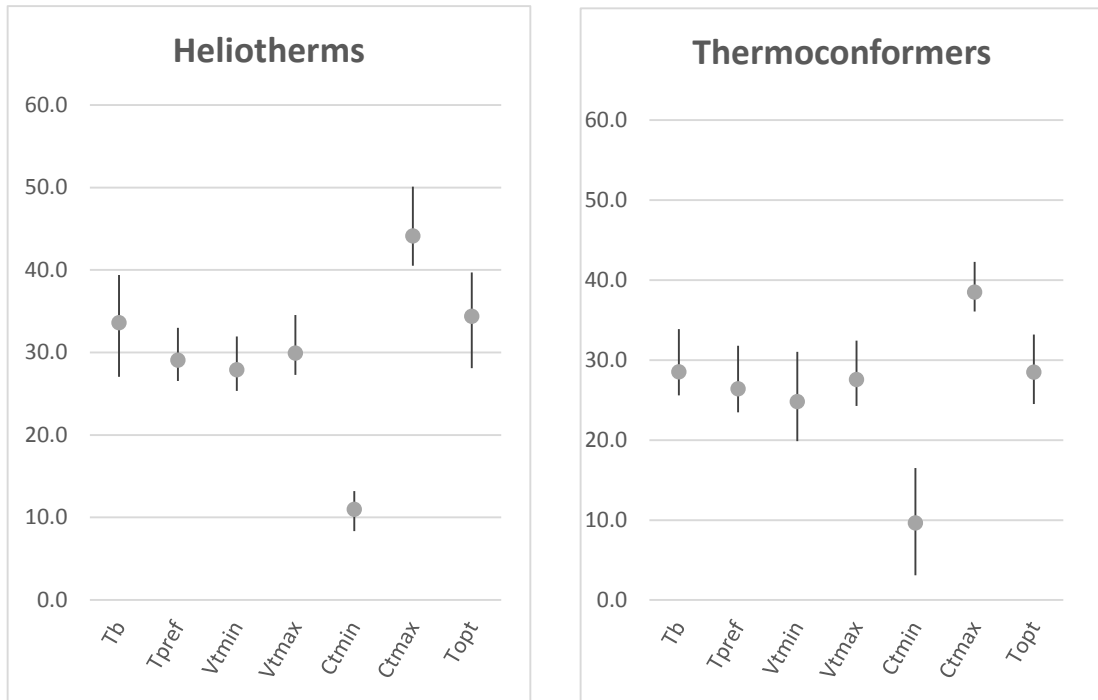 Heliotherms
60.0
50.0
40.0
30.0
20.0
10.0
0.0
Tb
Tpref
Vtmin
Vtmax
Ctmin
Ctmax
Topt
Thermoconformers
60.0
50.0
40.0
30.0
20.0
10.0
0.0
Tb
Tpref
Vtmin
Vtmax
Ctmin
Ctmax
Topt